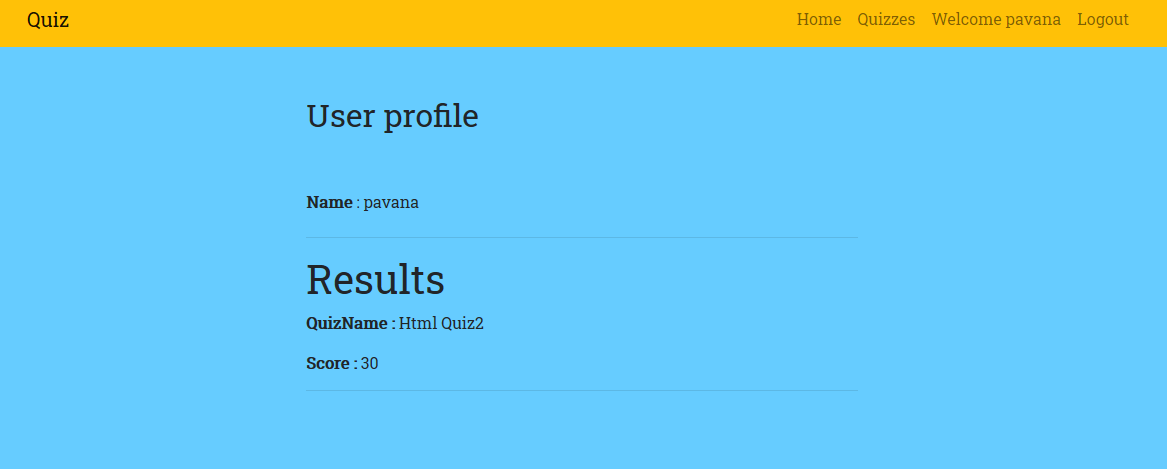 Quiz Home Quizzes Welcome pavana Logout
User profile
Name : pavana
Results
QuizName : Html Quiz2
Score : 30